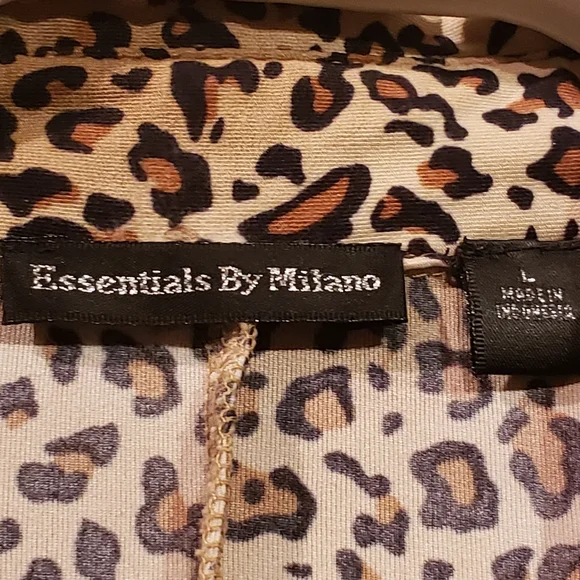 Essentials By Milano
L
MADE IN
INDONESIA